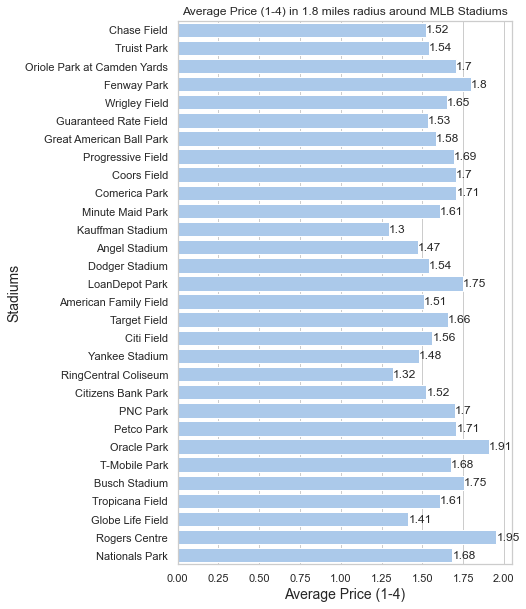 Average Price (1-4) in 1.8 miles radius around MLB Stadiums
Stadiums
Chase Field 1.52
Truist Park 1.54
Oriole Park at Camden Yards 1.7
Fenway Park 1.8
Wrigley Field 1.65
Guaranteed Rate Field 1.53
Great American Ball Park 1.58
Progressive Field 1.69
Coors Field 1.7
Comerica Park 1.71
Minute Maid Park 1.61
Kauffman Stadium 1.3
Angel Stadium 1.47
Dodger Stadium 1.54
LoanDepot Park 1.75
American Family Field 1.51
Target Field 1.66
Citi Field 1.56
Yankee Stadium 1.48
RingCentral Coliseum 1.32
Citizens Bank Park 1.52
PNC Park 1.7
Petco Park 1.71
Oracle Park 1.91
T-Mobile Park 1.68
Busch Stadium 1.75
Tropicana Field 1.61
Globe Life Field 1.41
Rogers Centre 1.95
Nationals Park 1.68
0.00 0.25 0.50 0.75 1.00 1.25 1.50 1.75 2.00
Average Price (1-4)